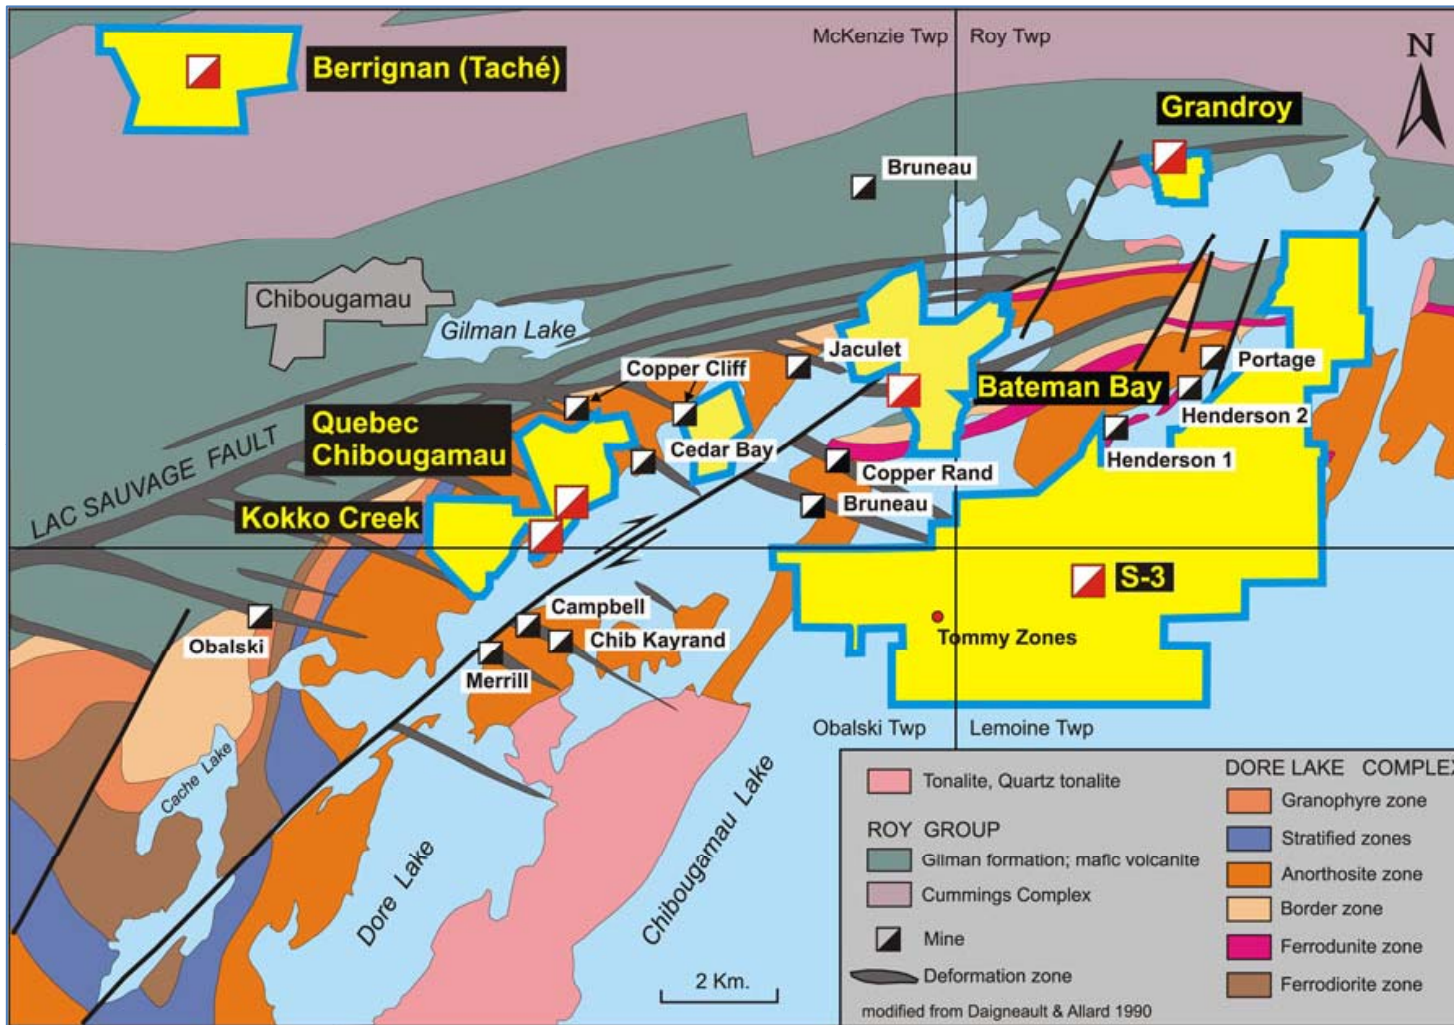 McKenzie Twp
Roy Twp
N
Berrignan (Taché)
Grandroy
Bruneau
Chibougamau
Gilman Lake
Jaculet
Copper Cliff
Portage
Bateman Bay
Henderson 2
Quebec
Chibougamau
Cedar Bay
Henderson 1
LAC SAUVAGE FAULT
Copper Rand
Kokko Creek
Bruneau
S-3
Campbell
Tommy Zones
Chib Kayrand
Obalski
Merrill
Obalski Twp
Lemoine Twp
Cache Lake
Dore Lake
Chibougamau Lake
2 Km.
Tonalite, Quartz tonalite
ROY GROUP
Gilman formation; mafic volcanite
Cummings Complex
Mine
Deformation zone
modified from Daigneault & Allard 1990
DORE LAKE COMPLEX
Granophyre zone
Stratified zones
Anorthosite zone
Border zone
Ferrodunite zone
Ferrodiorite zone